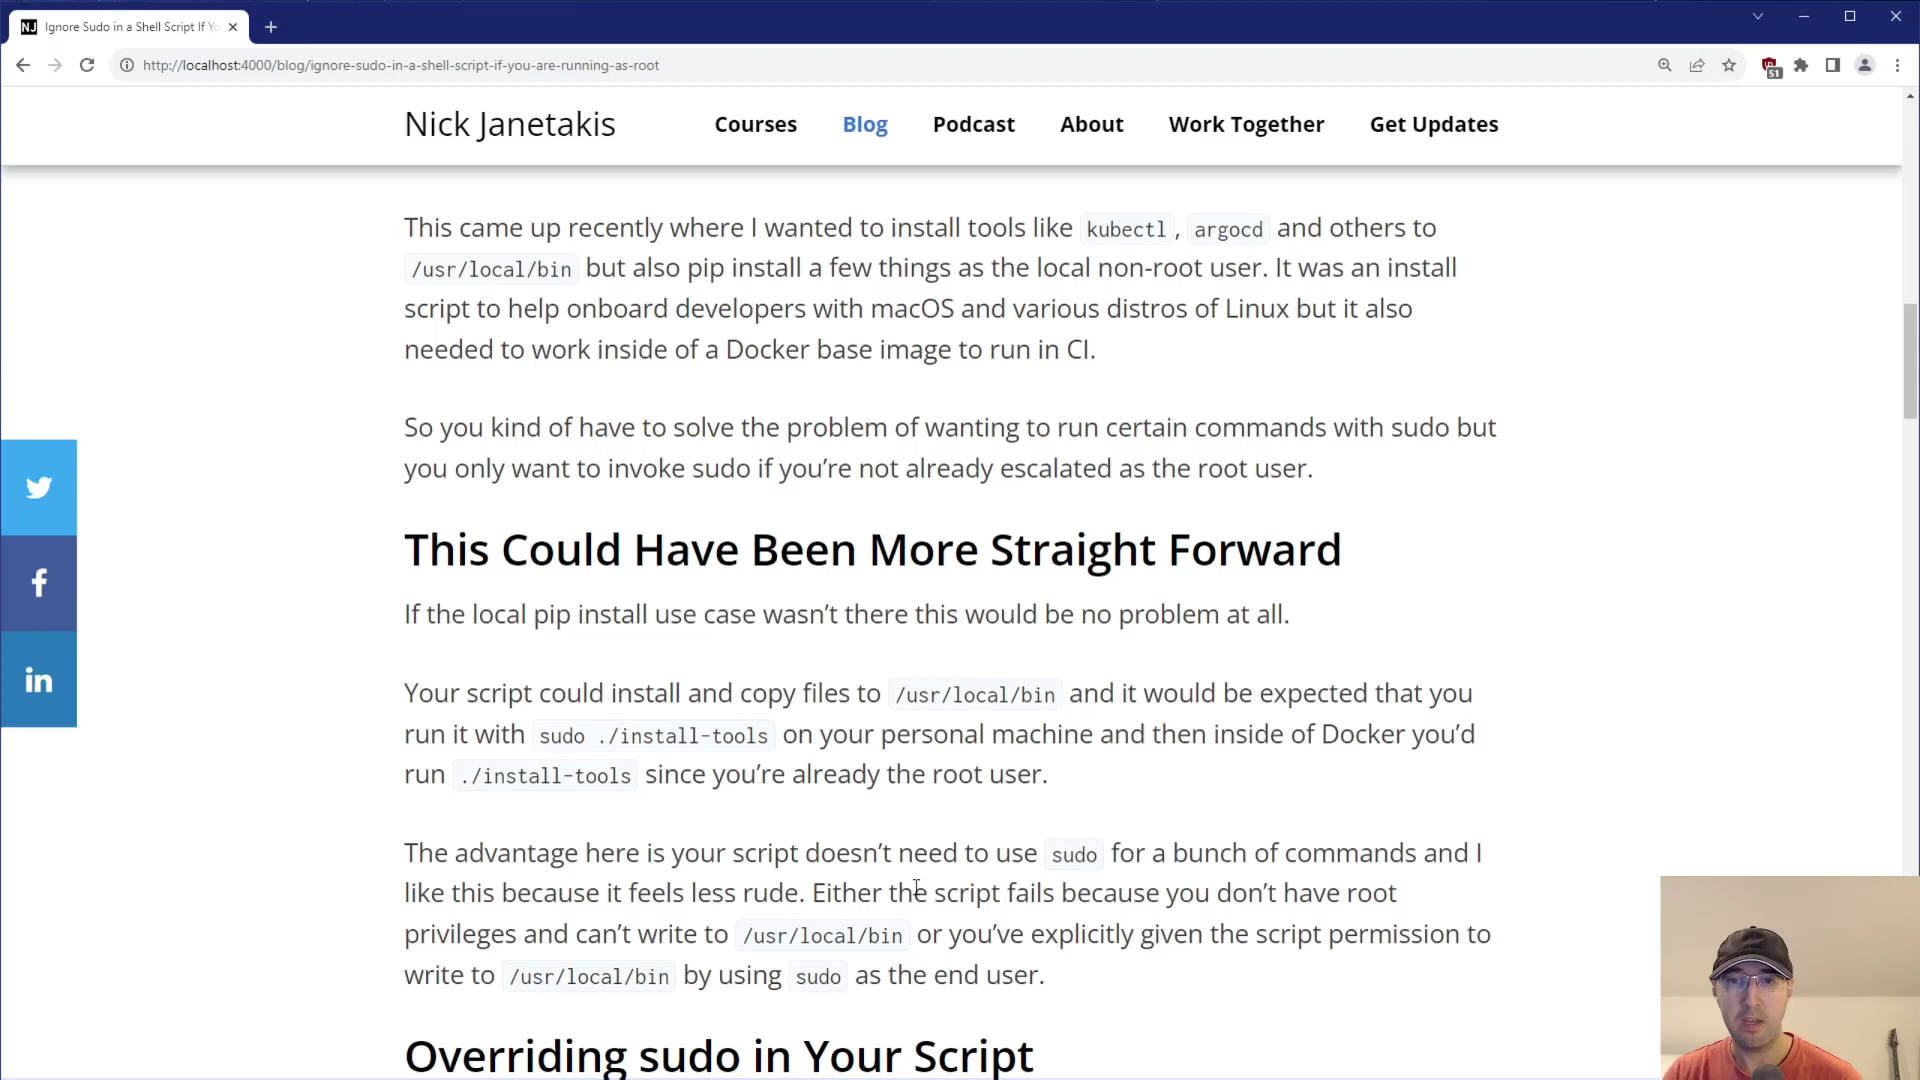 NJ Ignore Sudo in a Shell Script If Yo
http://localhost:4000/blog/ignore-sudo-in-a-shell-script-if-you-are-running-as-root
51
Nick Janetakis Courses Blog Podcast About Work Together Get Updates
This came up recently where I wanted to install tools like kubectl, argocd and others to
/usr/local/bin but also pip install a few things as the local non-root user. It was an install
script to help onboard developers with macOS and various distros of Linux but it also
needed to work inside of a Docker base image to run in CI.
So you kind of have to solve the problem of wanting to run certain commands with sudo but
you only want to invoke sudo if you’re not already escalated as the root user.
This Could Have Been More Straight Forward
If the local pip install use case wasn’t there this would be no problem at all.
Your script could install and copy files to /usr/local/bin and it would be expected that you
run it with sudo ./install-tools on your personal machine and then inside of Docker you’d
run ./install-tools since you’re already the root user.
The advantage here is your script doesn’t need to use sudo for a bunch of commands and I
like this because it feels less rude. Either the script fails because you don’t have root
privileges and can’t write to /usr/local/bin or you’ve explicitly given the script permission to
write to /usr/local/bin by using sudo as the end user.
Overriding sudo in Your Script